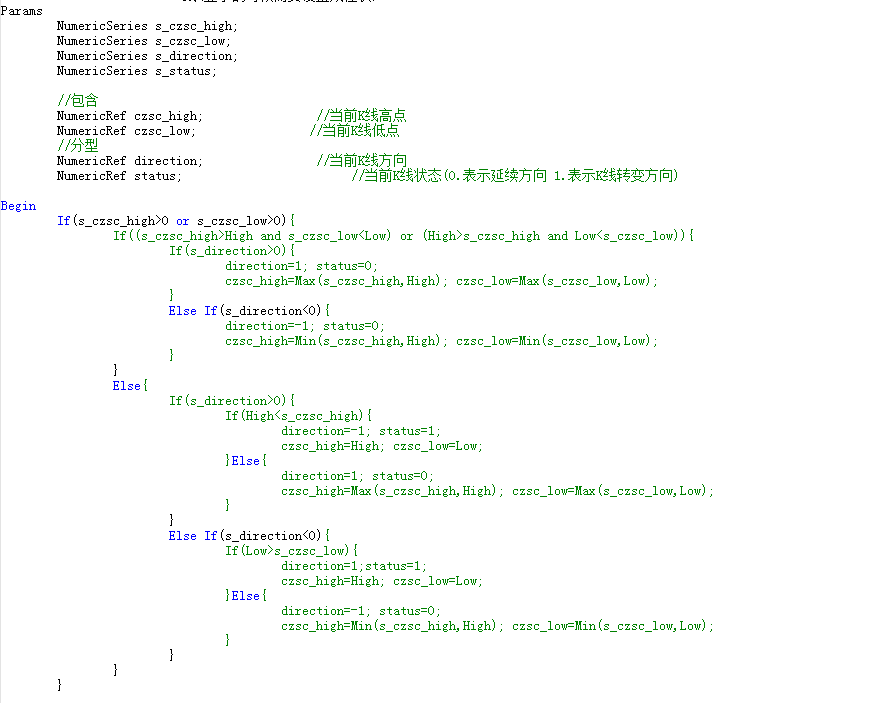 Params
NumericSeries s_czsc_high;
NumericSeries s_czsc_low;
NumericSeries s_direction;
NumericSeries s_status;
//包含
NumericRef czsc_high; //当前K线高点
NumericRef czsc_low; //当前K线低点
//分型
NumericRef direction; //当前K线方向
NumericRef status; //当前K线状态(0.表示延续方向 1.表示K线转变方向)
Begin
If(s_czsc_high>0 or s_czsc_low>0){
If((s_czsc_high>High and s_czsc_low<Low) or (High>s_czsc_high and Low<s_czsc_low)){
If(s_direction>0){
direction=1; status=0;
czsc_high=Max(s_czsc_high,High); czsc_low=Max(s_czsc_low,Low);
}
Else If(s_direction<0){
direction=-1; status=0;
czsc_high=Min(s_czsc_high,High); czsc_low=Min(s_czsc_low,Low);
}
}
Else{
If(s_direction>0){
If(High<s_czsc_high){
direction=-1; status=1;
czsc_high=High; czsc_low=Low;
}Else{
direction=1; status=0;
czsc_high=Max(s_czsc_high,High); czsc_low=Max(s_czsc_low,Low);
}
}
Else If(s_direction<0){
If(Low>s_czsc_low){
direction=1;status=1;
czsc_high=High; czsc_low=Low;
}Else{
direction=-1; status=0;
czsc_high=Min(s_czsc_high,High); czsc_low=Min(s_czsc_low,Low);
}
}
}
}